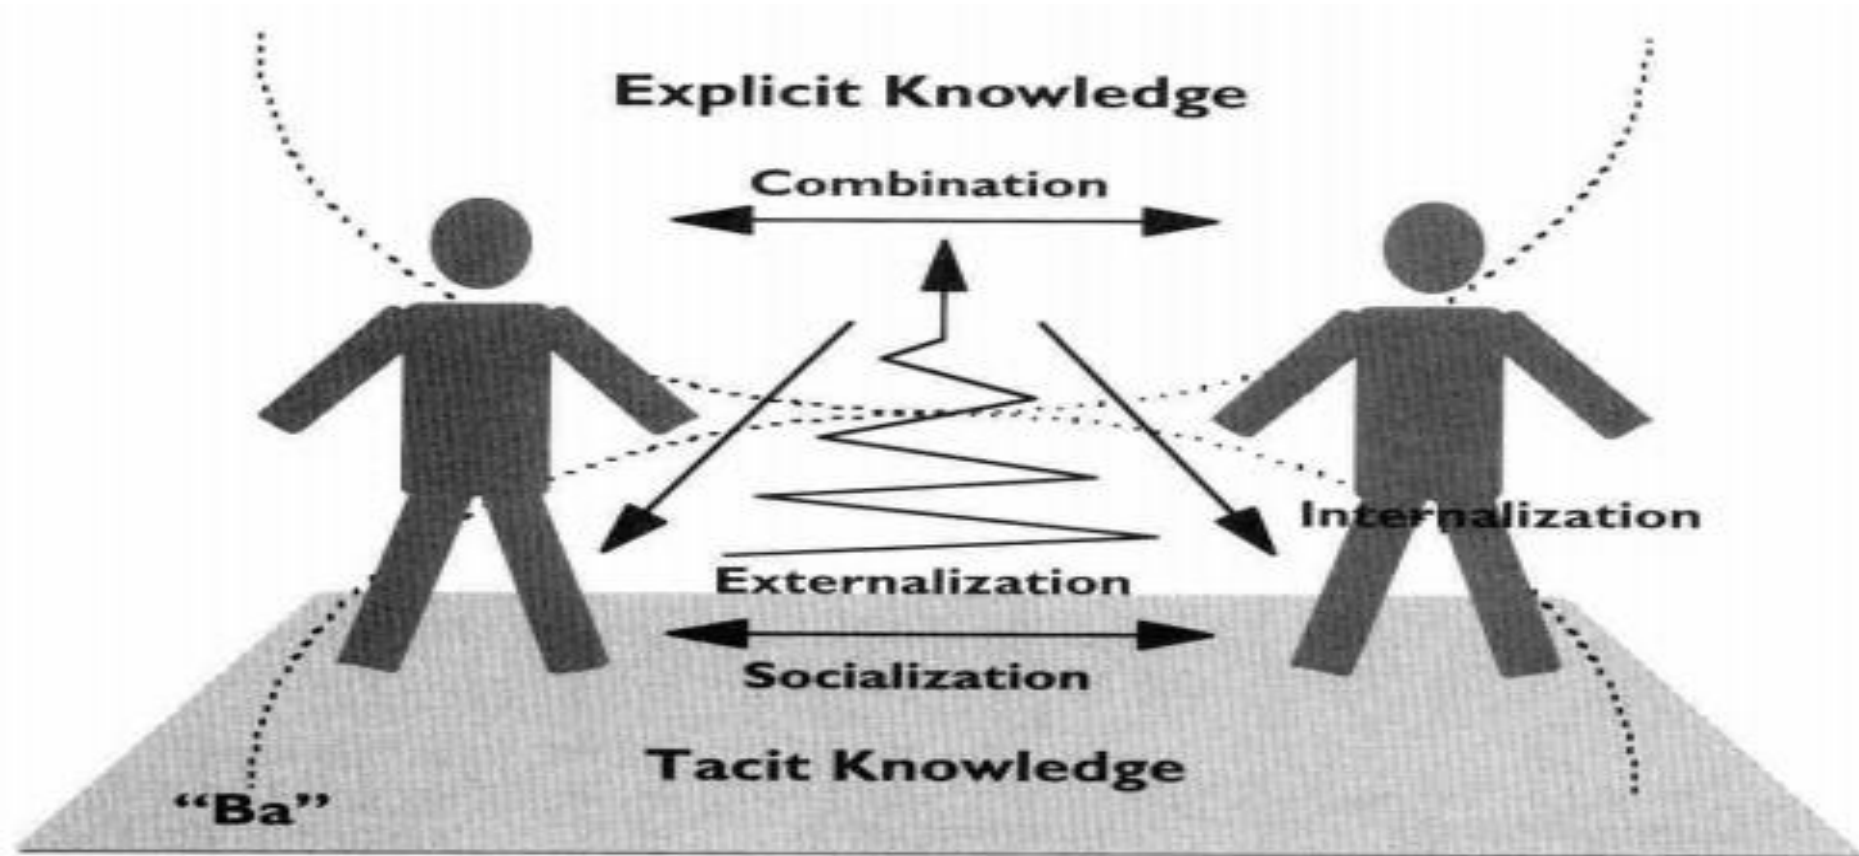 Explicit Knowledge
Combination
Internalization
Externalization
Socialization
Tacit Knowledge
“Ba”